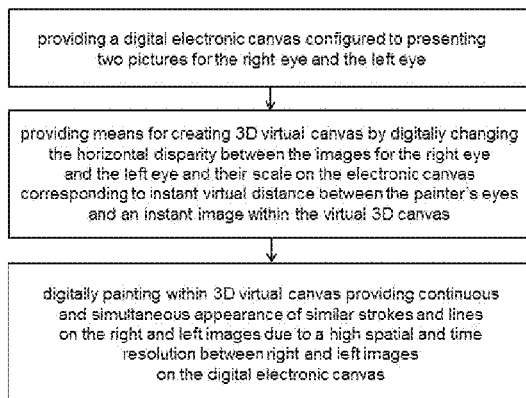 providing a digital electronic canvas configured to presenting
two pictures for the right eye and the left eye
providing means for creating 3D virtual canvas by digitally changing
the horizontal disparity between the images for the right eye
and the left eye and their scale on the electronic canvas
corresponding to instant virtual distance between the painter's eyes
and an instant image within the virtual 3D canvas
digitally painting within 3D virtual canvas providing continuous
and simultaneous appearance of similar strokes and lines
on the right and left images due to a high spatial and time
resolution between right and left images
on the digital electronic canvas